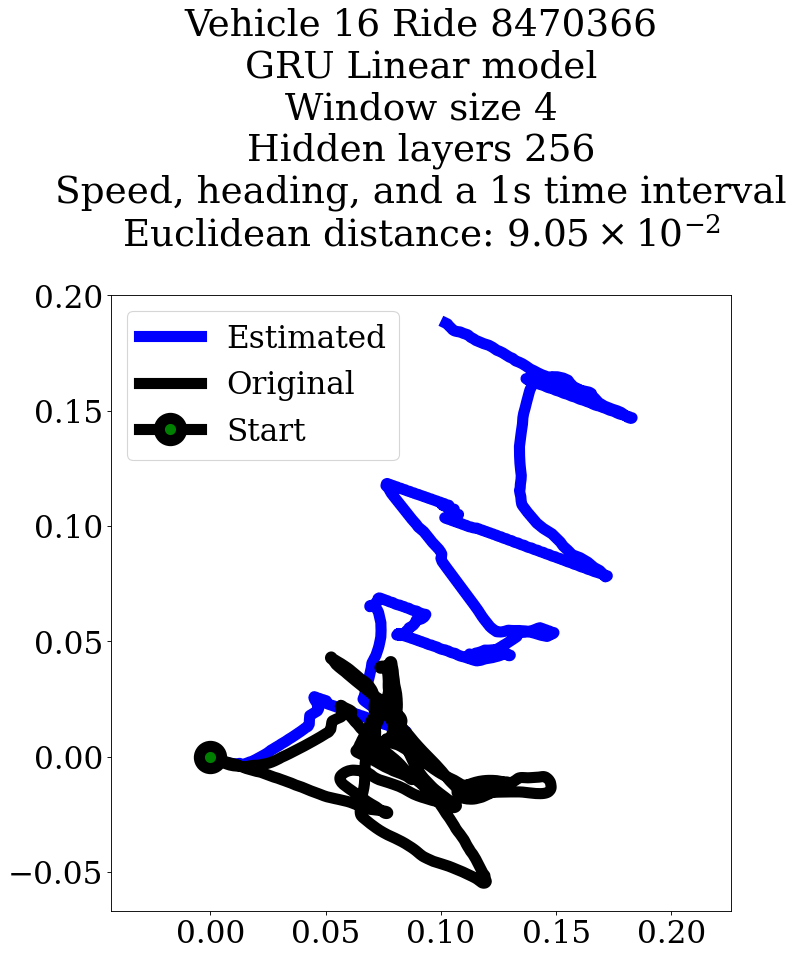 Vehicle 16 Ride 8470366
GRU Linear model
Window size 4
Hidden layers 256
Speed, heading, and a 1s time interval
Euclidean distance: 9.05 × 10⁻²
0.20
0.15
0.10
0.05
0.00
−0.05
Estimated
Original
Start
0.00 0.05 0.10 0.15 0.20